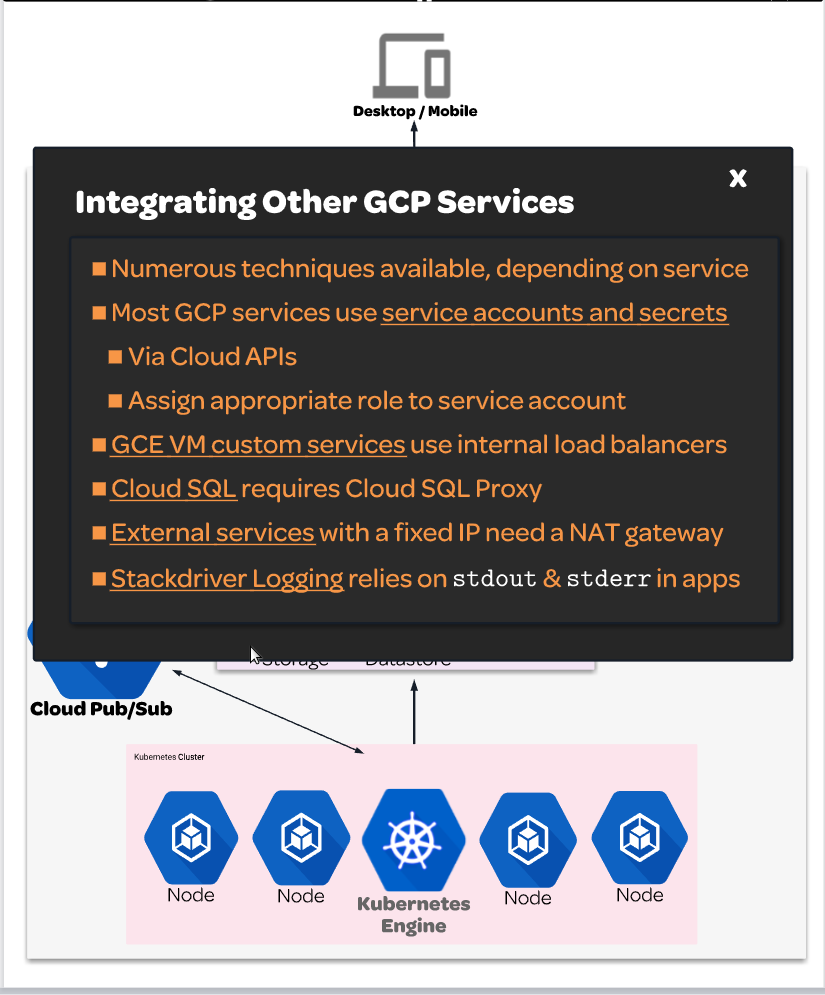 Desktop / Mobile
X
Integrating Other GCP Services
Numerous techniques available, depending on service
Most GCP services use service accounts and secrets
Via Cloud APIs
Assign appropriate role to service account
GCE VM custom services use internal load balancers
Cloud SQL requires Cloud SQL Proxy
External services with a fixed IP need a NAT gateway
Stackdriver Logging relies on stdout & stderr in apps
Storage Datastore
Cloud Pub/Sub
Kubernetes Cluster
Node Node Node Node
Kubernetes
Engine